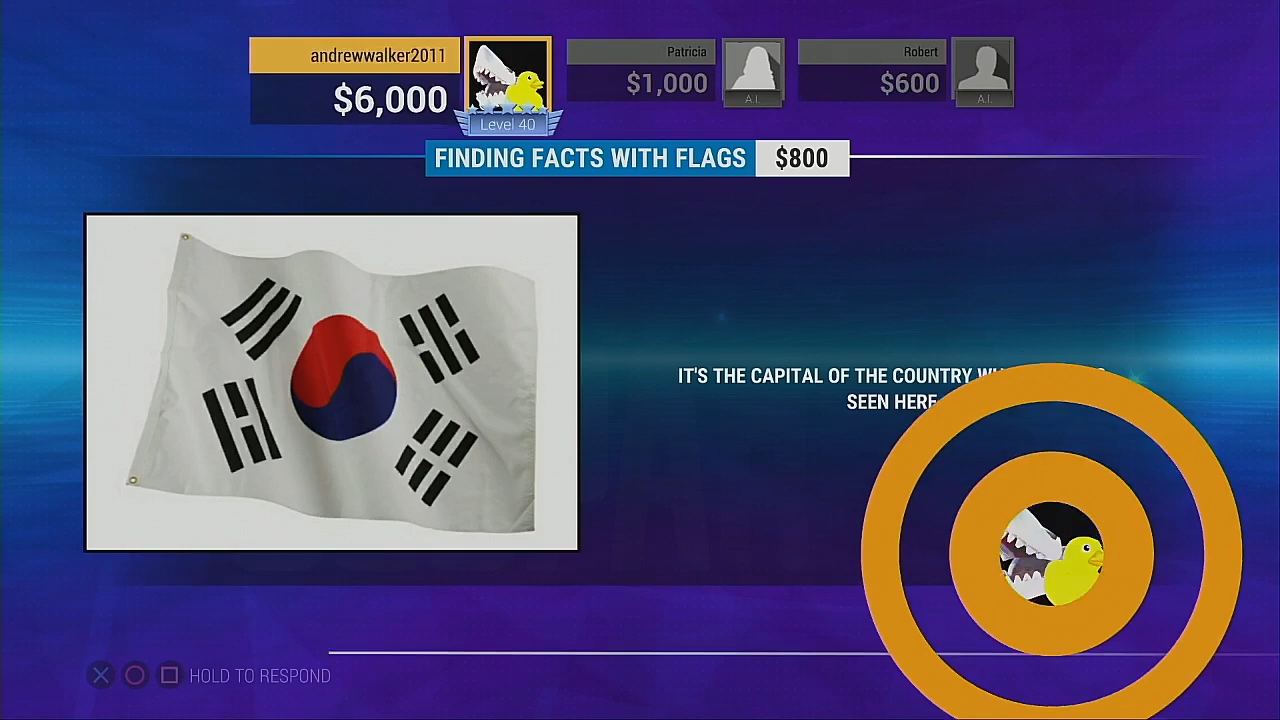 andrewwalker2011
$6,000
Level 40
Patricia
$1,000
A.I.
Robert
$600
A.I.
FINDING FACTS WITH FLAGS $800
IT'S THE CAPITAL OF THE COUNTRY
SEEN HERE
HOLD TO RESPOND